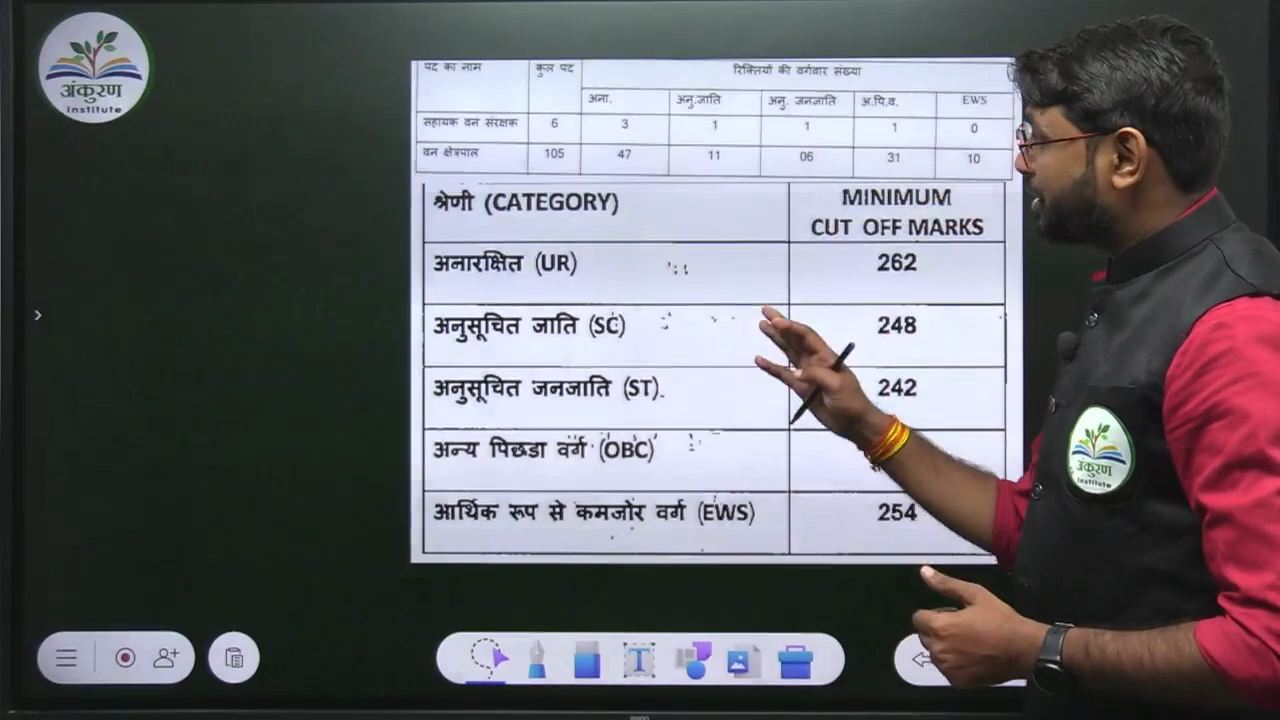 अंकुरण
Institute
पद का नाम कुल पद रिक्तियों की वर्गवार संख्या
अना. अनु.जाति अनु. जनजाति अ.पि.व. EWS
सहायक वन संरक्षक 6 3 1 1 1 0
वन क्षेत्रपाल 105 47 11 06 31 10
श्रेणी (CATEGORY) MINIMUM
CUT OFF MARKS
अनारक्षित (UR) 262
अनुसूचित जाति (SC) 248
अनुसूचित जनजाति (ST) 242
अन्य पिछडा वर्ग (OBC)
आर्थिक रूप से कमजोर वर्ग (EWS) 254
अंकुरण
Institute
T